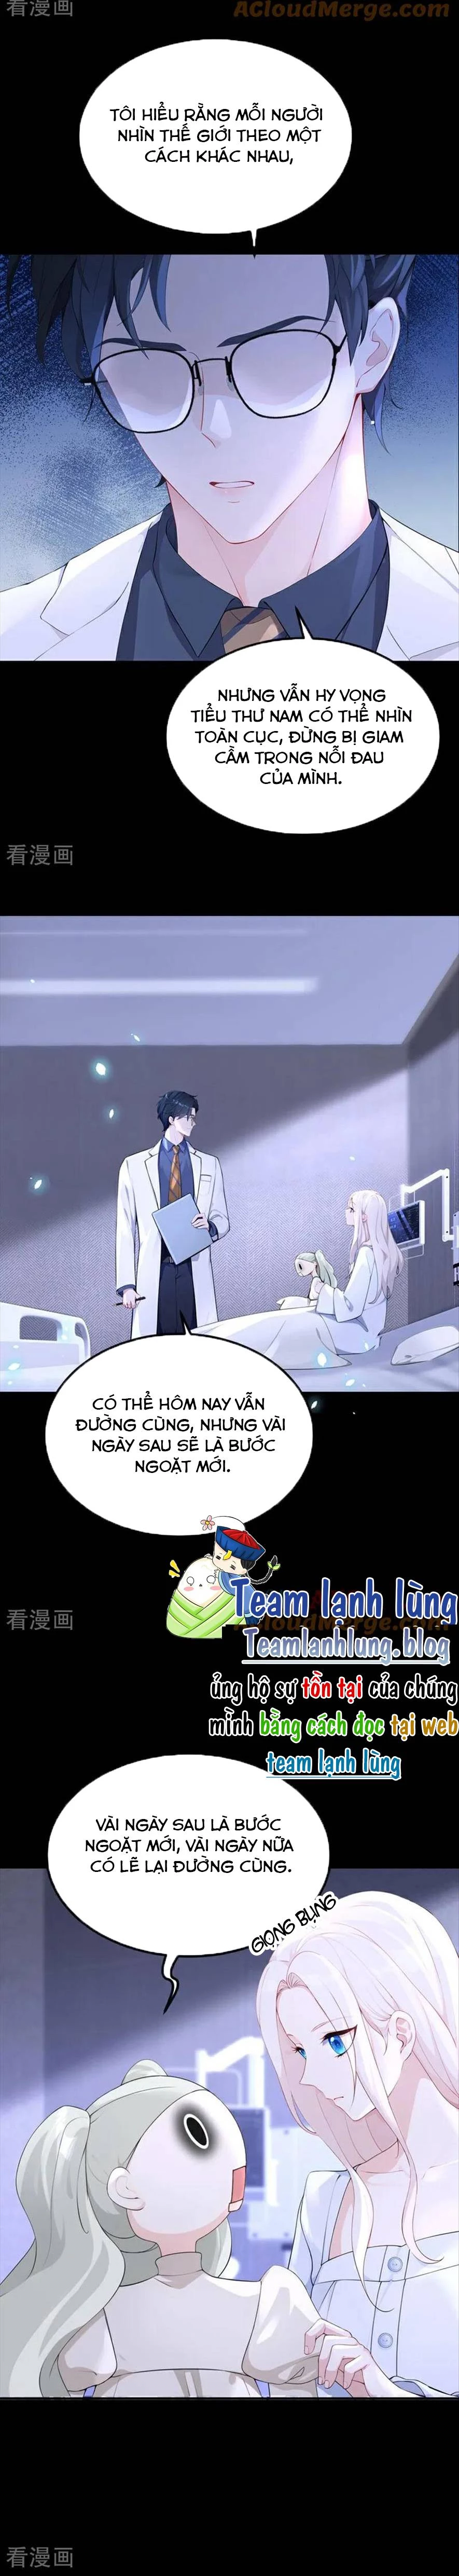 看漫画
ACloudMerge.com
TÔI HIỂU RẰNG MỖI NGƯỜI
NHÌN THẾ GIỚI THEO MỘT
CÁCH KHÁC NHAU,
NHƯNG VẪN HY VỌNG
TIỂU THƯ NAM CÓ THỂ NHÌN
TOÀN CỤC, ĐỪNG BỊ GIAM
CẦM TRONG NỖI ĐAU
CỦA MÌNH.
看漫画
CÓ THỂ HÔM NAY VẪN
ĐƯỜNG CÙNG, NHƯNG VÀI
NGÀY SAU SẼ LÀ BƯỚC
NGOẶT MỚI.
Team lạnh lùng
看漫画
Teamlanhlung.blog
ủng hộ sự tồn tại của chúng
mình bằng cách đọc tại web
team lạnh lùng
VÀI NGÀY SAU LÀ BƯỚC
NGOẶT MỚI, VÀI NGÀY NỮA
CÓ LẼ LẠI ĐƯỜNG CÙNG.
GIỌNG BỤNG
看漫画